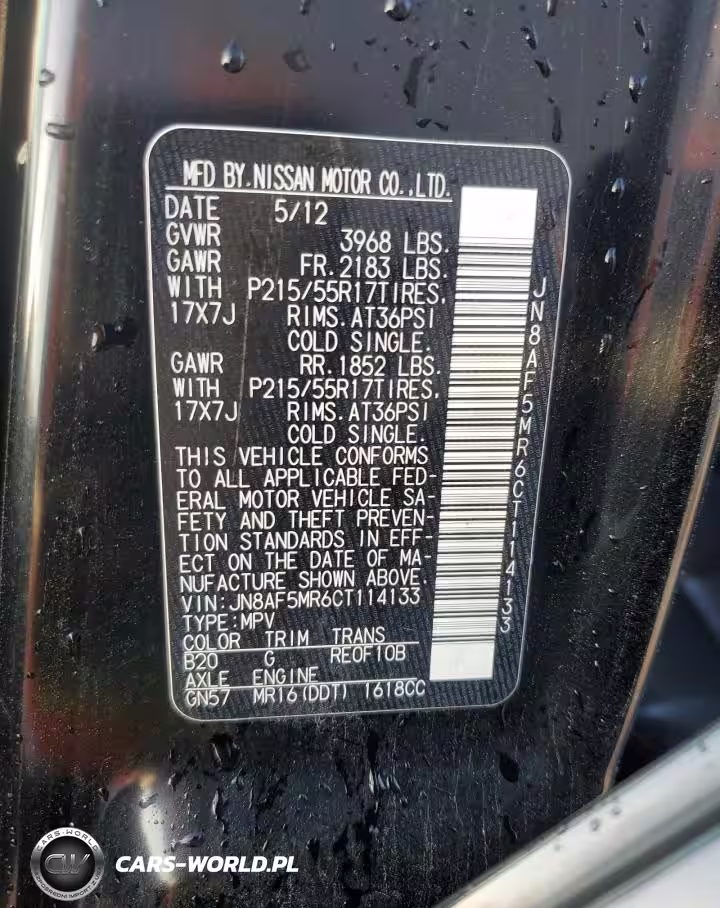 MFD BY.NISSAN MOTOR CO.,LTD.
DATE 5/12
GVWR 3968 LBS.
GAWR FR.2183 LBS.
WITH P215/55R17TIRES.
17X7J RIMS.AT36PSI
COLD SINGLE.
GAWR RR.1852 LBS.
WITH P215/55R17TIRES.
17X7J RIMS.AT36PSI
COLD SINGLE.
THIS VEHICLE CONFORMS
TO ALL APPLICABLE FED-
ERAL MOTOR VEHICLE SA-
FETY AND THEFT PREVEN-
TION STANDARDS IN EFF-
ECT ON THE DATE OF MA-
NUFACTURE SHOWN ABOVE.
VIN:JN8AF5MR6CT114133
TYPE:MPV
COLOR TRIM TRANS
B20 G RE0F10B
AXLE ENGINE
GN57 MR16(DDT) 1618CC
JN8AF5MR6CT114133
CARS-WORLD
CW
CARS-WORLD.PL